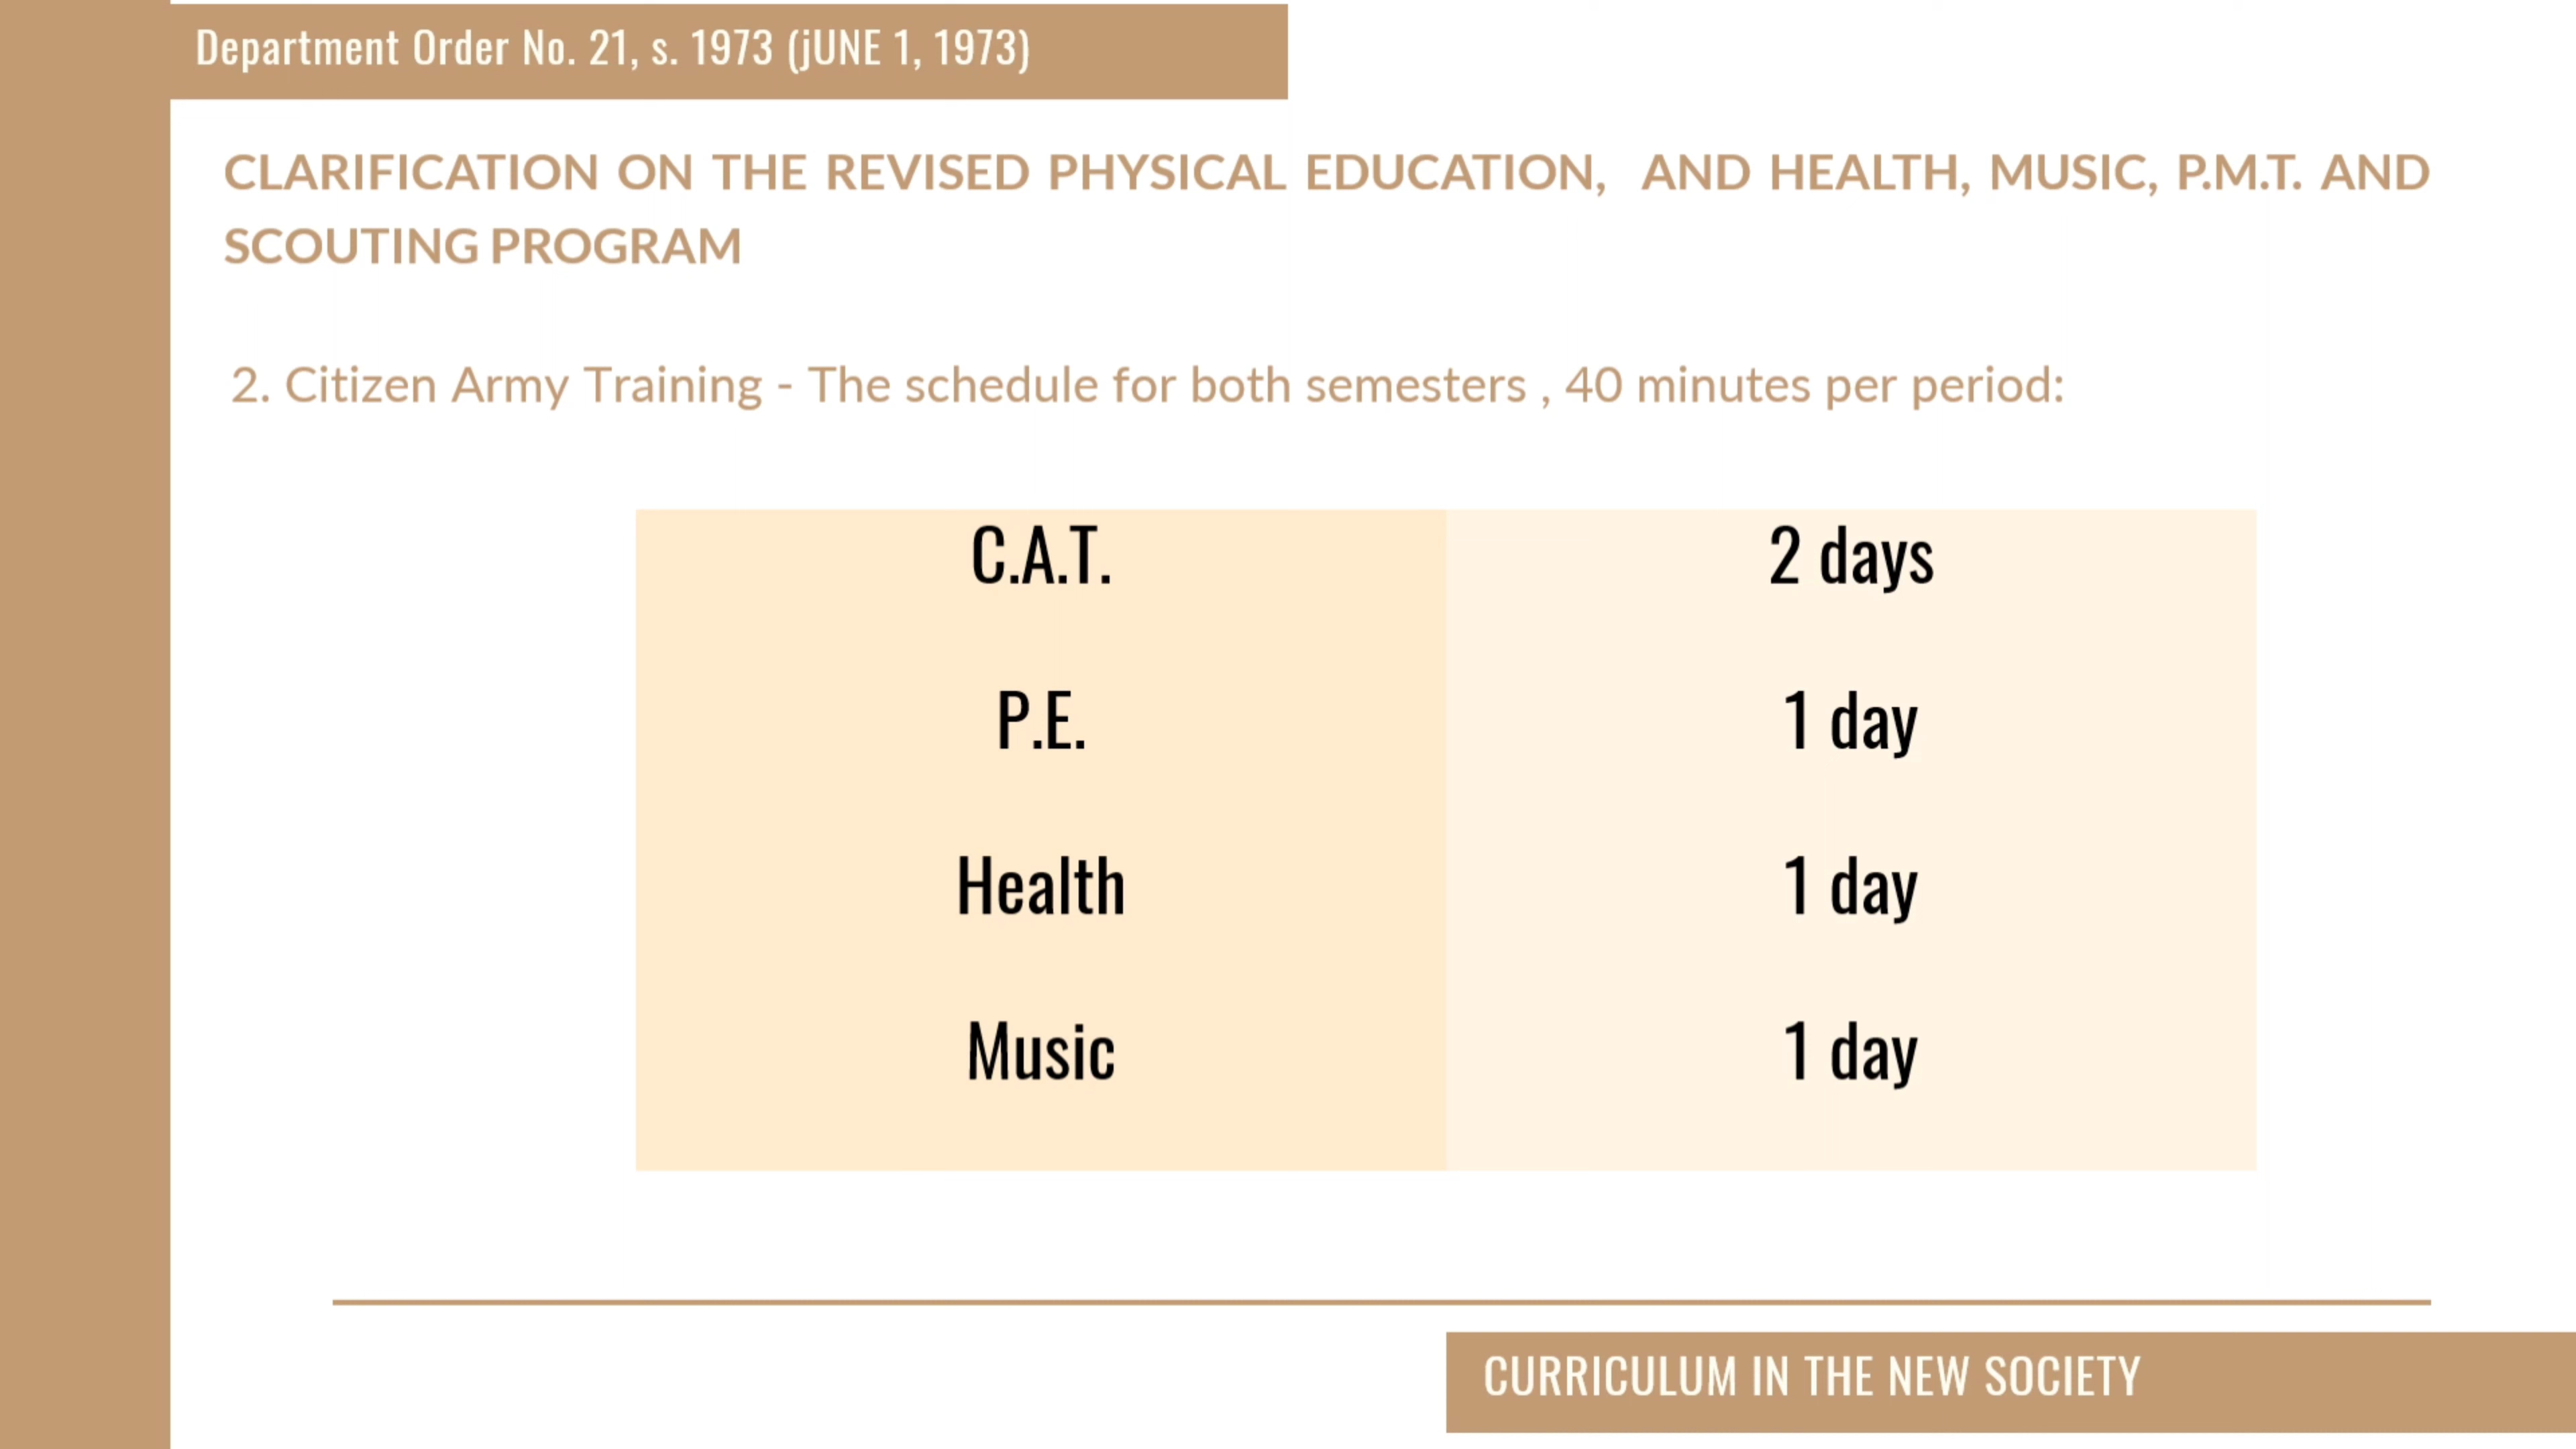 Department Order No. 21, s. 1973 (jUNE 1, 1973)
CLARIFICATION ON THE REVISED PHYSICAL EDUCATION, AND HEALTH, MUSIC, P.M.T. AND
SCOUTING PROGRAM
2. Citizen Army Training - The schedule for both semesters , 40 minutes per period:
C.A.T. 2 days
P.E. 1 day
Health 1 day
Music 1 day
CURRICULUM IN THE NEW SOCIETY